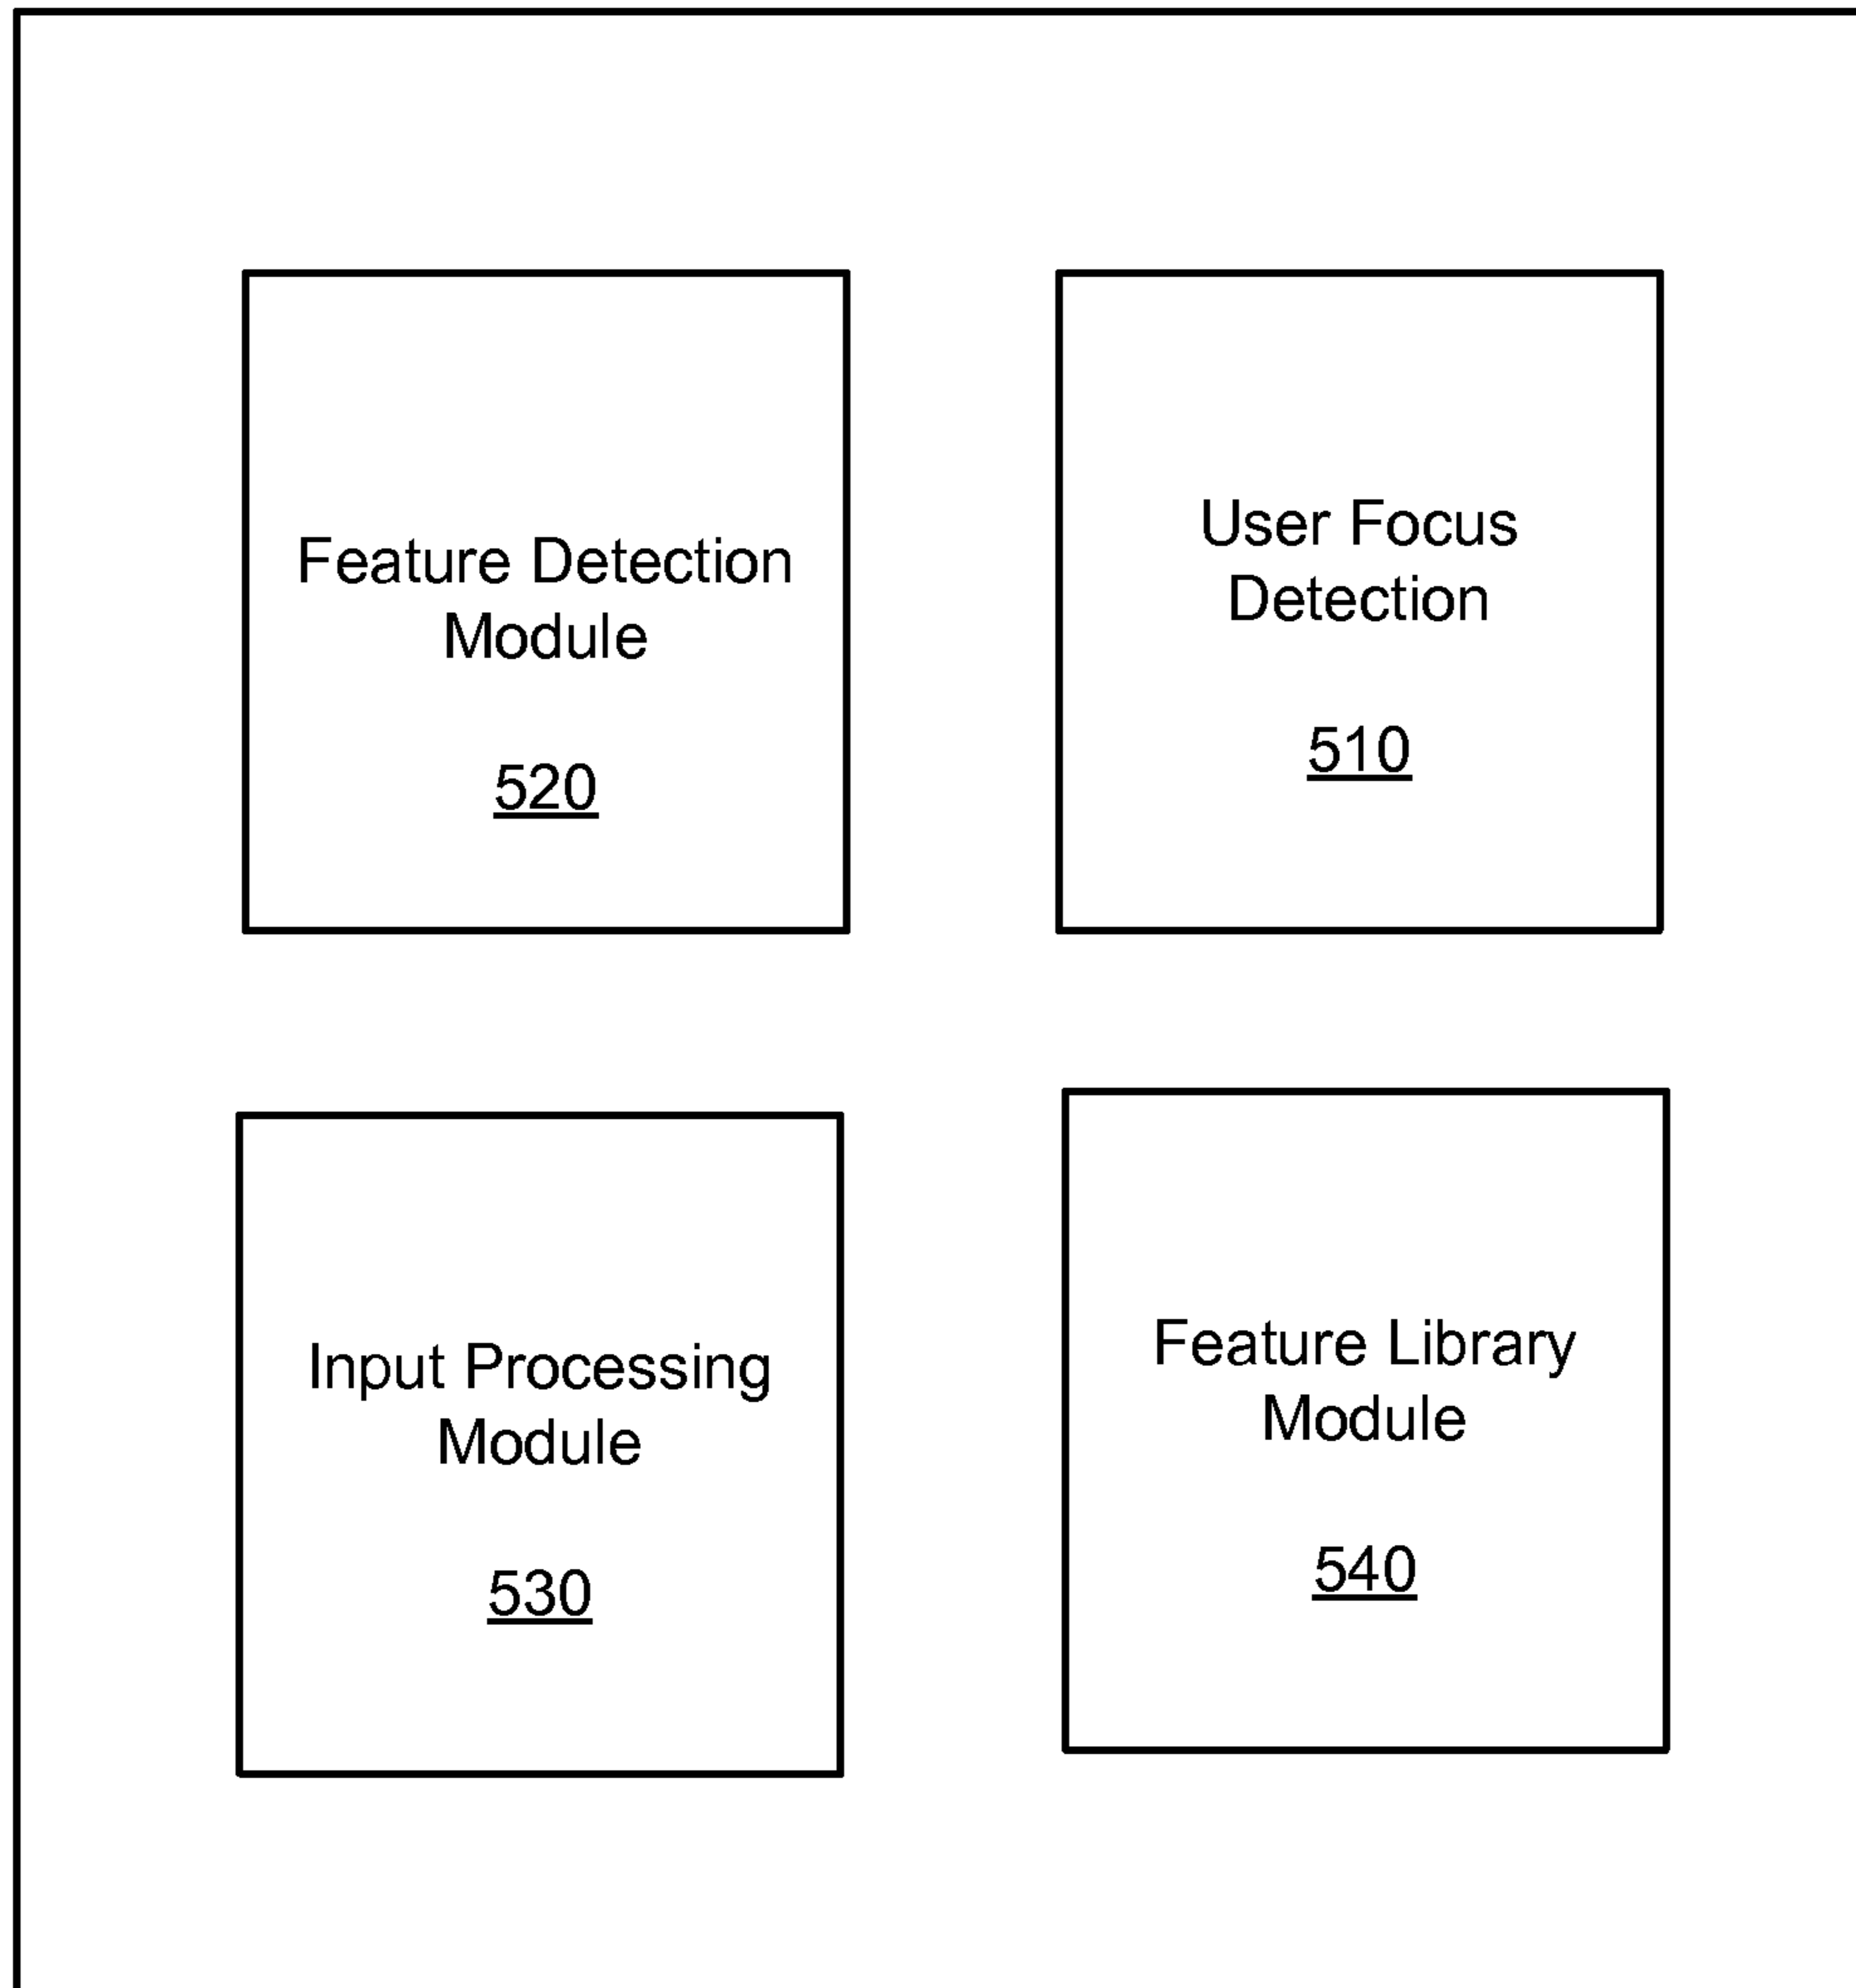 Feature Detection
Module
520
User Focus
Detection
510
Input Processing
Module
530
Feature Library
Module
540